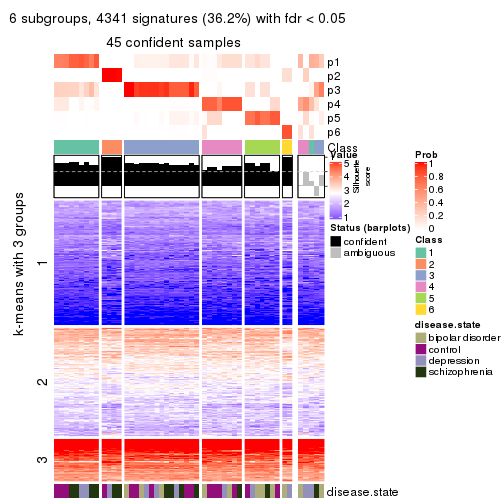 6 subgroups, 4341 signatures (36.2%) with fdr < 0.05
45 confident samples
p1
p2
p3
p4
p5
p6
Class
Silhouette
score
k-means with 3 groups
1
2
3
disease.state
Value
5
4
3
2
1
Status (barplots)
confident
ambiguous
Prob
1
0.8
0.6
0.4
0.2
0
Class
1
2
3
4
5
6
disease.state
bipolar disorder
control
depression
schizophrenia